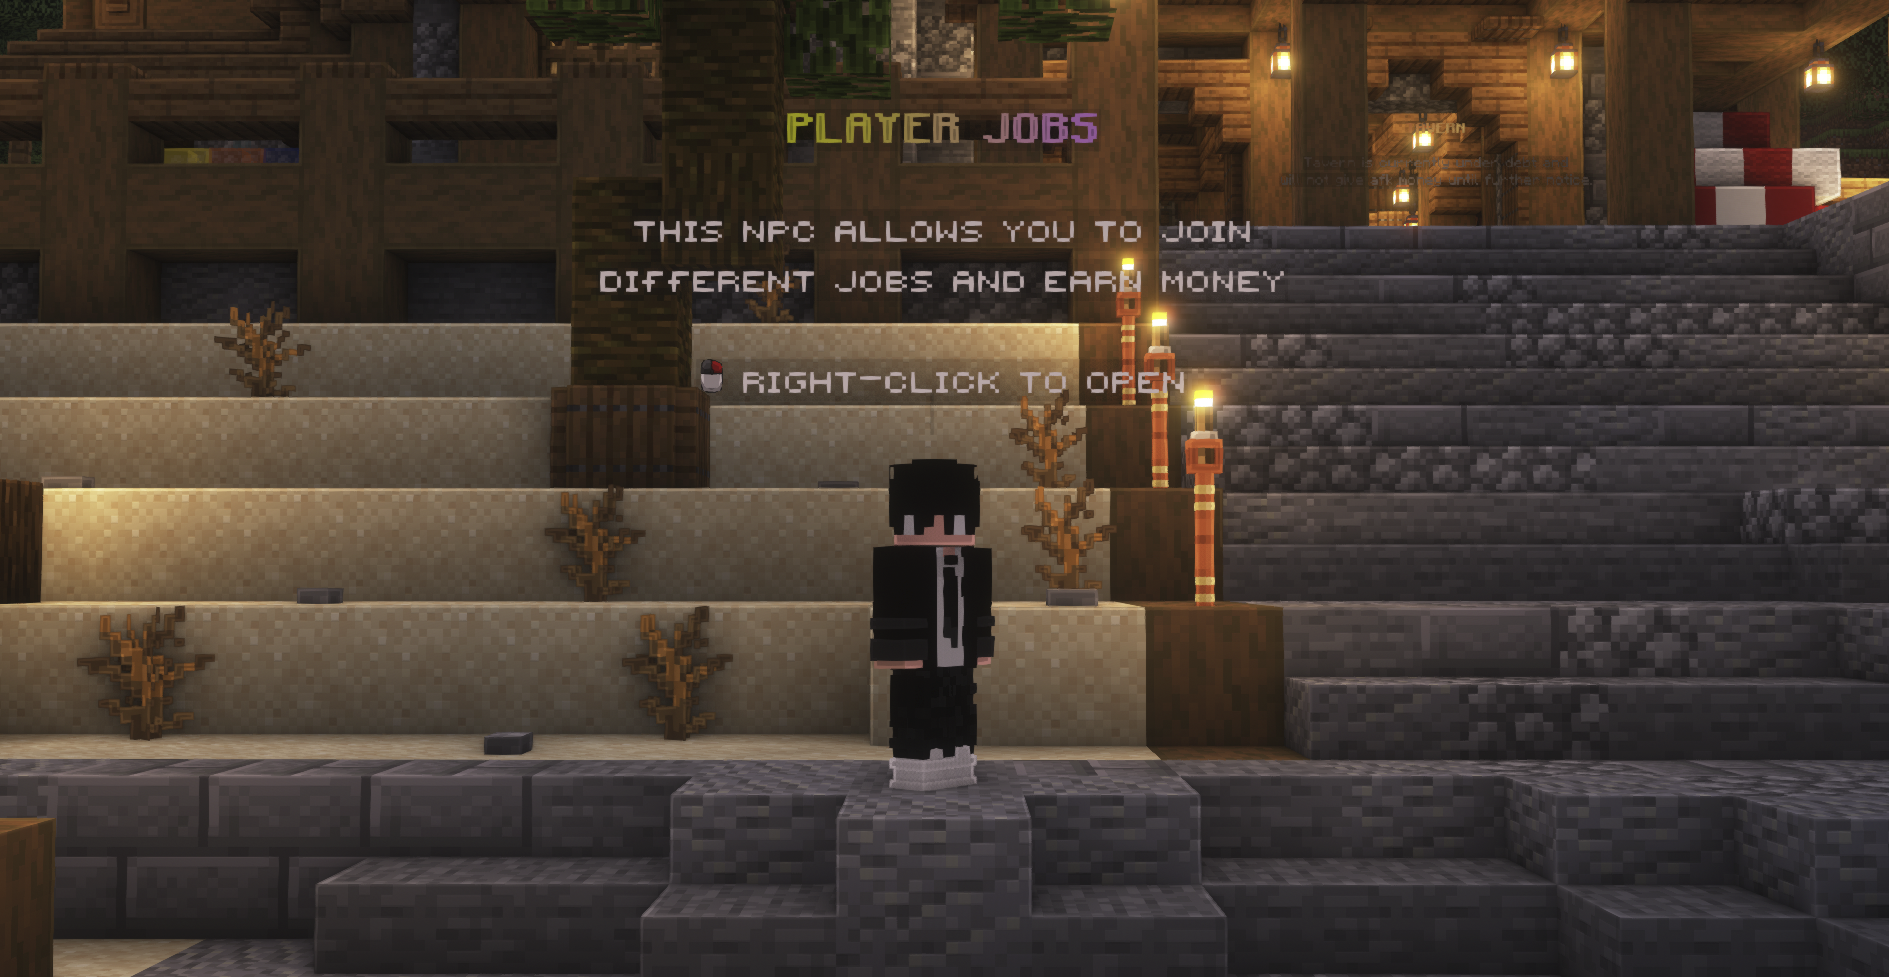 PLAYER JOBS
THIS NPC ALLOWS YOU TO JOIN
DIFFERENT JOBS AND EARN MONEY
RIGHT-CLICK TO OPEN